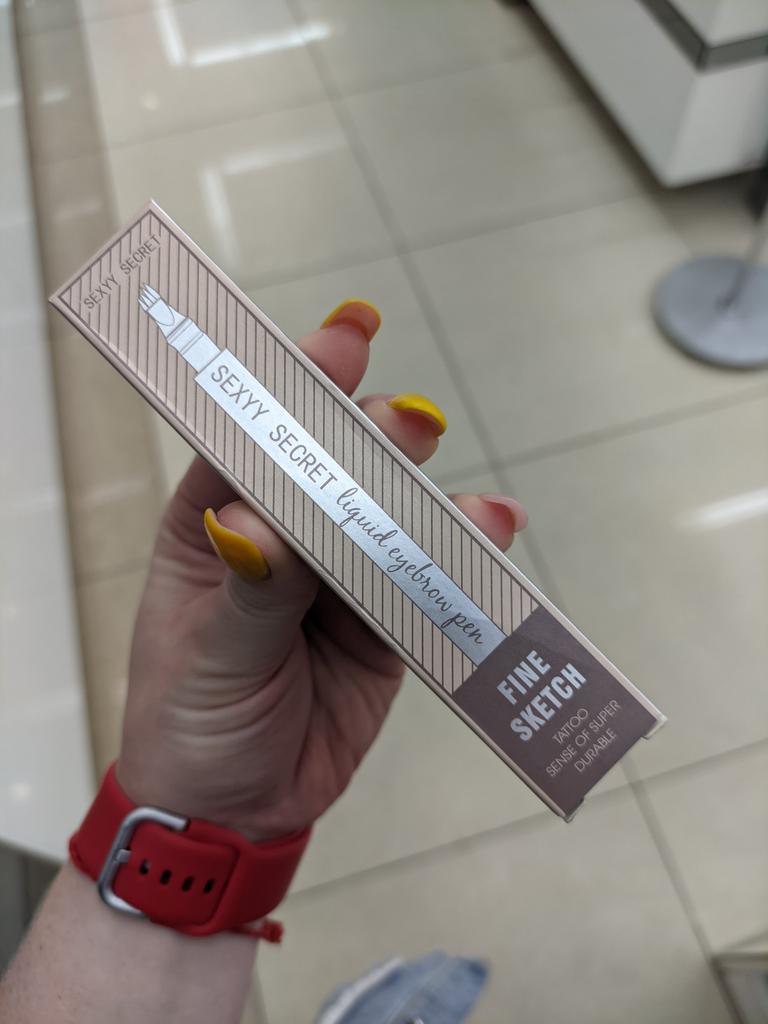 SEXYY SECRET
SEXYY SECRET liquid eyebrow pen
FINE
SKETCH
TATTOO
SENSE OF SUPER
DURABLE